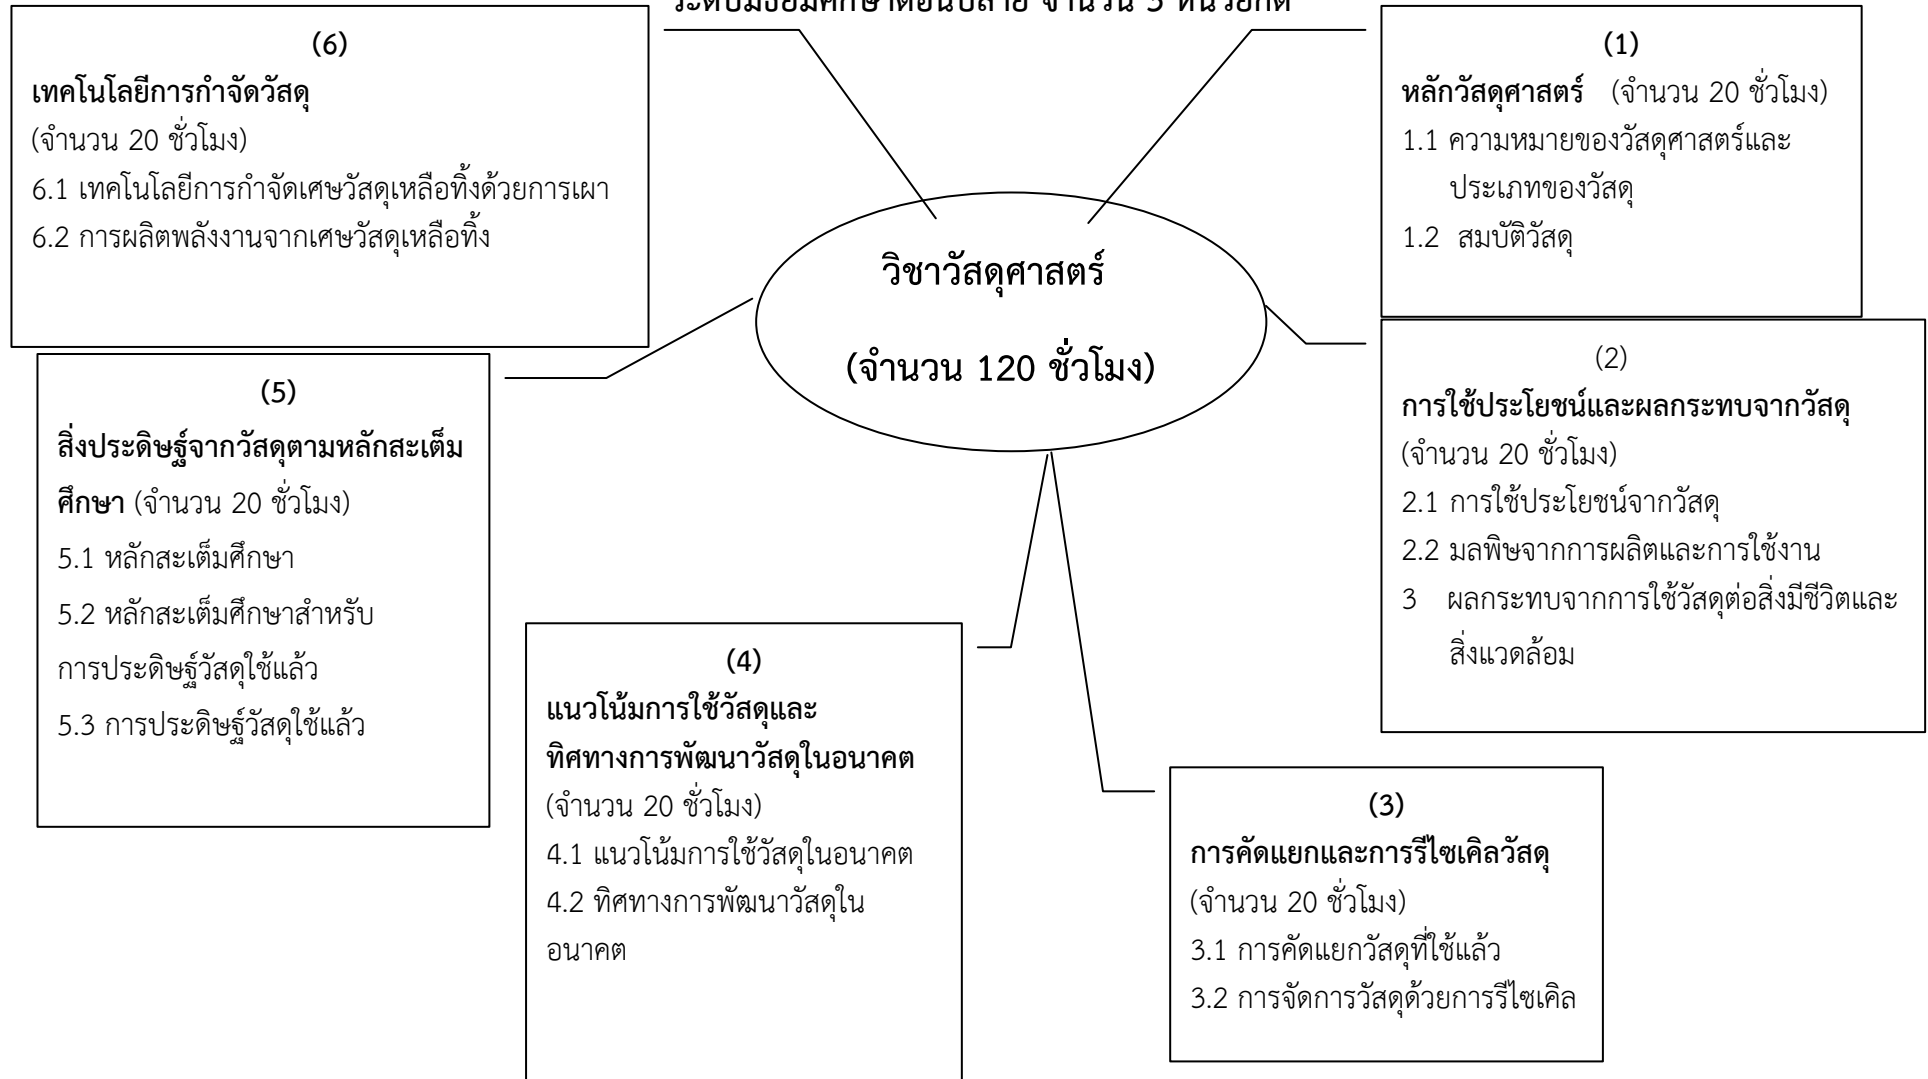 ระดับมัธยมศึกษาตอนปลาย จำนวน 3 หน่วยกิต
(6)
เทคโนโลยีการกำจัดวัสดุ
(จำนวน 20 ชั่วโมง)
6.1 เทคโนโลยีการกำจัดเศษวัสดุเหลือทิ้งด้วยการเผา
6.2 การผลิตพลังงานจากเศษวัสดุเหลือทิ้ง
(1)
หลักวัสดุศาสตร์ (จำนวน 20 ชั่วโมง)
1.1 ความหมายของวัสดุศาสตร์และ
ประเภทของวัสดุ
1.2 สมบัติวัสดุ
วิชาวัสดุศาสตร์
(จำนวน 120 ชั่วโมง)
(2)
การใช้ประโยชน์และผลกระทบจากวัสดุ
(จำนวน 20 ชั่วโมง)
2.1 การใช้ประโยชน์จากวัสดุ
2.2 มลพิษจากการผลิตและการใช้งาน
3 ผลกระทบจากการใช้วัสดุต่อสิ่งมีชีวิตและ
สิ่งแวดล้อม
(5)
สิ่งประดิษฐ์จากวัสดุตามหลักสะเต็ม
ศึกษา (จำนวน 20 ชั่วโมง)
5.1 หลักสะเต็มศึกษา
5.2 หลักสะเต็มศึกษาสำหรับ
การประดิษฐ์วัสดุใช้แล้ว
5.3 การประดิษฐ์วัสดุใช้แล้ว
(4)
แนวโน้มการใช้วัสดุและ
ทิศทางการพัฒนาวัสดุในอนาคต
(จำนวน 20 ชั่วโมง)
4.1 แนวโน้มการใช้วัสดุในอนาคต
4.2 ทิศทางการพัฒนาวัสดุใน
อนาคต
(3)
การคัดแยกและการรีไซเคิลวัสดุ
(จำนวน 20 ชั่วโมง)
3.1 การคัดแยกวัสดุที่ใช้แล้ว
3.2 การจัดการวัสดุด้วยการรีไซเคิล